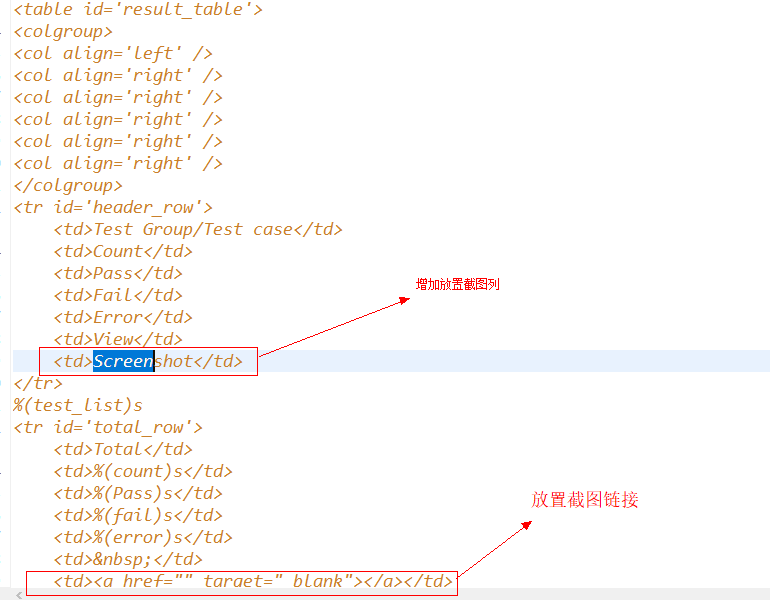 <table id='result_table'>
<colgroup>
<col align='left' />
<col align='right' />
<col align='right' />
<col align='right' />
<col align='right' />
<col align='right' />
</colgroup>
<tr id='header_row'>
<td>Test Group/Test case</td>
<td>Count</td>
<td>Pass</td>
<td>Fail</td>
增加放置截图列
<td>Error</td>
<td>View</td>
<td>Screenshot</td>
</tr>
%(test_list)s
<tr id='total_row'>
<td>Total</td>
<td>%(count)s</td>
<td>%(Pass)s</td>
放置截图链接
<td>%(fail)s</td>
<td>%(error)s</td>
<td>&nbsp;</td>
<td><a href="" target="_blank"></a></td>